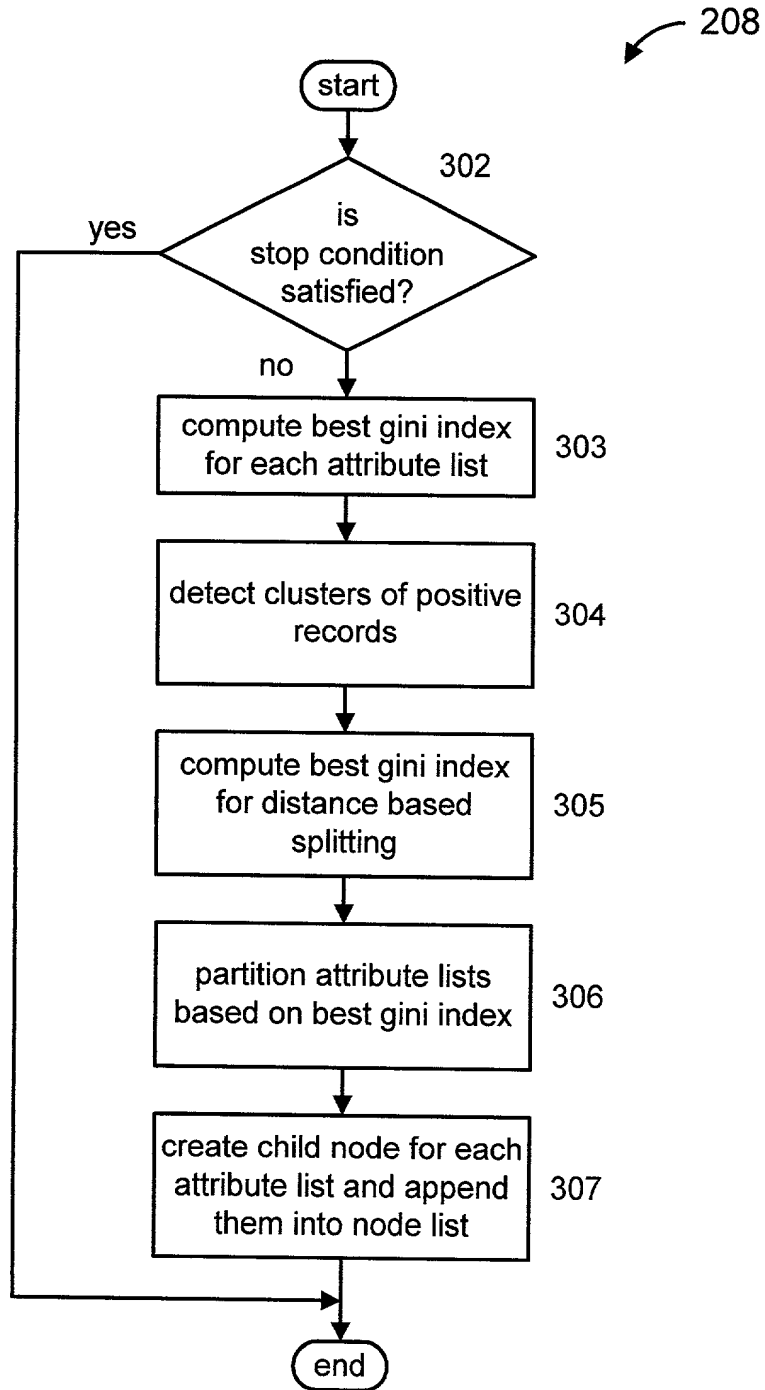 208
start
302
is
stop condition
satisfied?
yes
no
compute best gini index
for each attribute list
303
detect clusters of positive
records
304
compute best gini index
for distance based
splitting
305
partition attribute lists
based on best gini index
306
create child node for each
attribute list and append
them into node list
307
end